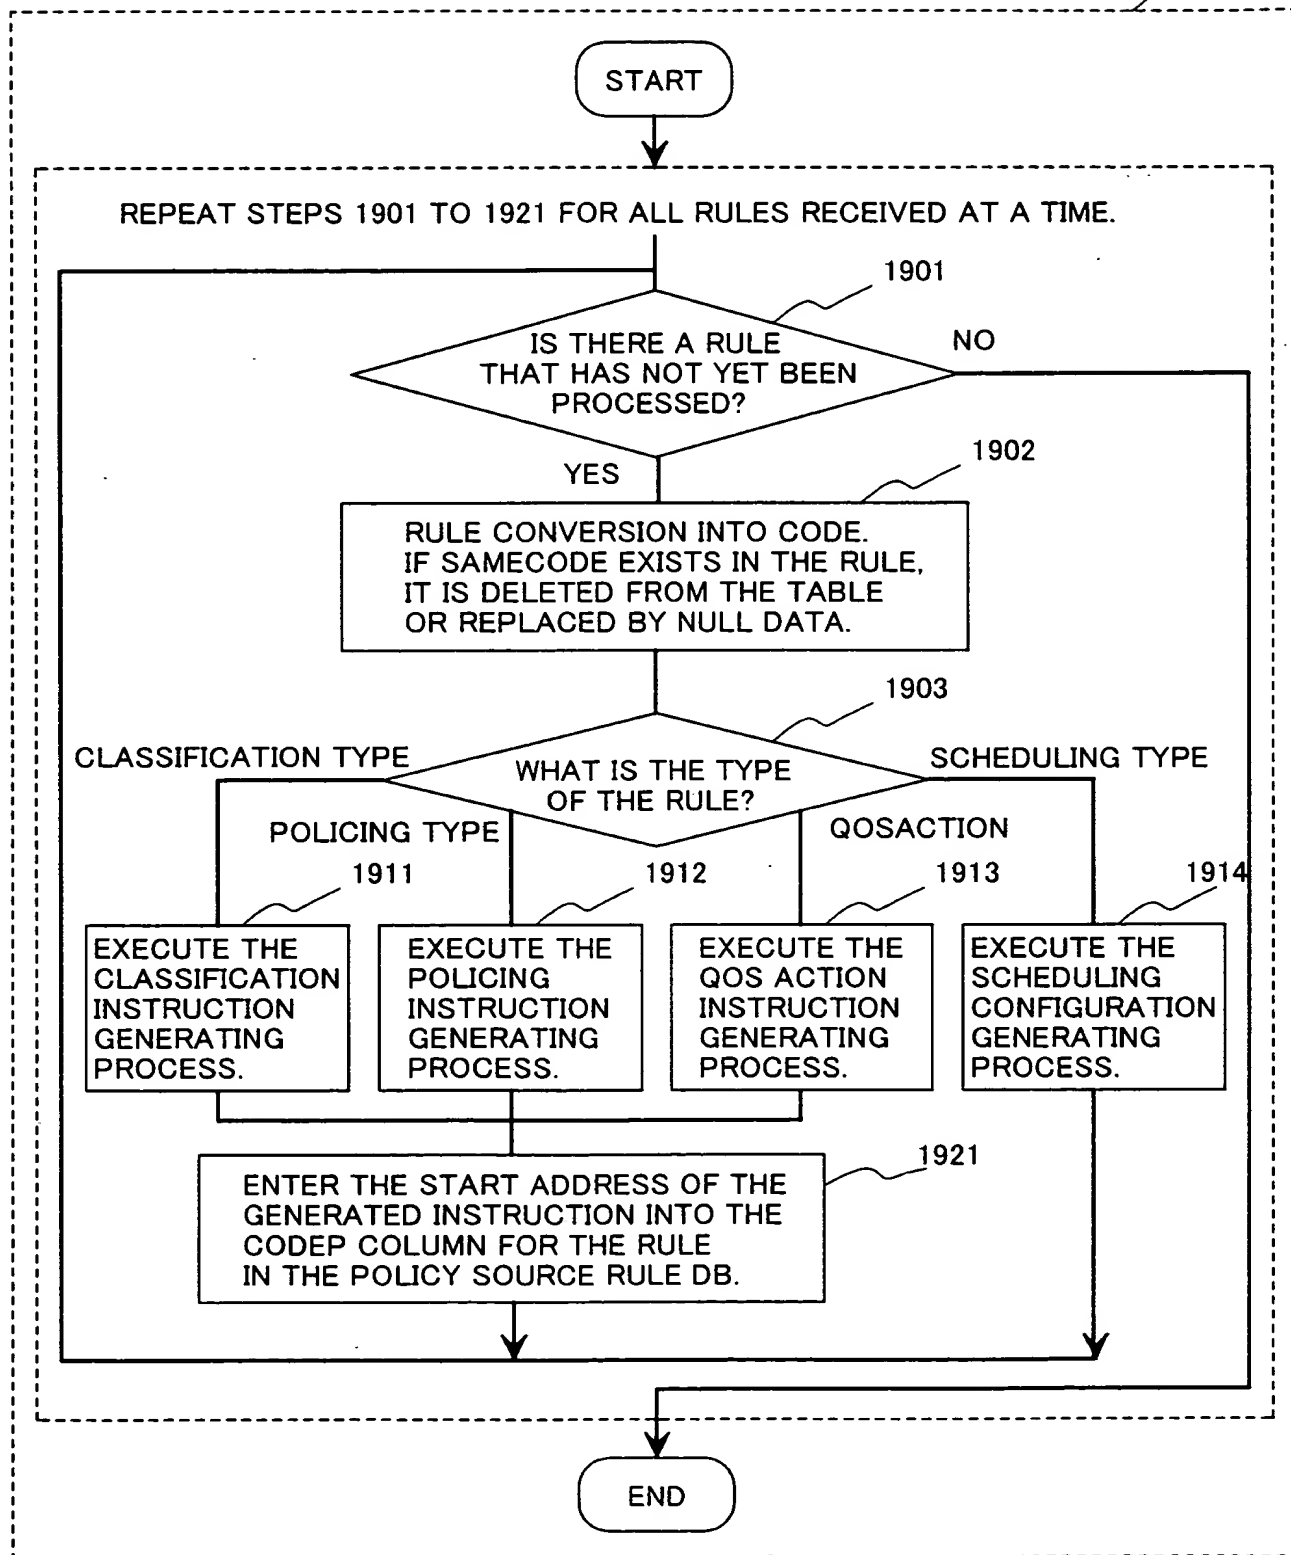 START
REPEAT STEPS 1901 TO 1921 FOR ALL RULES RECEIVED AT A TIME.
1901
IS THERE A RULE
THAT HAS NOT YET BEEN
PROCESSED?
NO
YES
1902
RULE CONVERSION INTO CODE.
IF SAMECODE EXISTS IN THE RULE,
IT IS DELETED FROM THE TABLE
OR REPLACED BY NULL DATA.
1903
CLASSIFICATION TYPE
WHAT IS THE TYPE
OF THE RULE?
SCHEDULING TYPE
POLICING TYPE
QOSACTION
1911
1912
1913
1914
EXECUTE THE
CLASSIFICATION
INSTRUCTION
GENERATING
PROCESS.
EXECUTE THE
POLICING
INSTRUCTION
GENERATING
PROCESS.
EXECUTE THE
QOS ACTION
INSTRUCTION
GENERATING
PROCESS.
EXECUTE THE
SCHEDULING
CONFIGURATION
GENERATING
PROCESS.
1921
ENTER THE START ADDRESS OF THE
GENERATED INSTRUCTION INTO THE
CODEP COLUMN FOR THE RULE
IN THE POLICY SOURCE RULE DB.
END